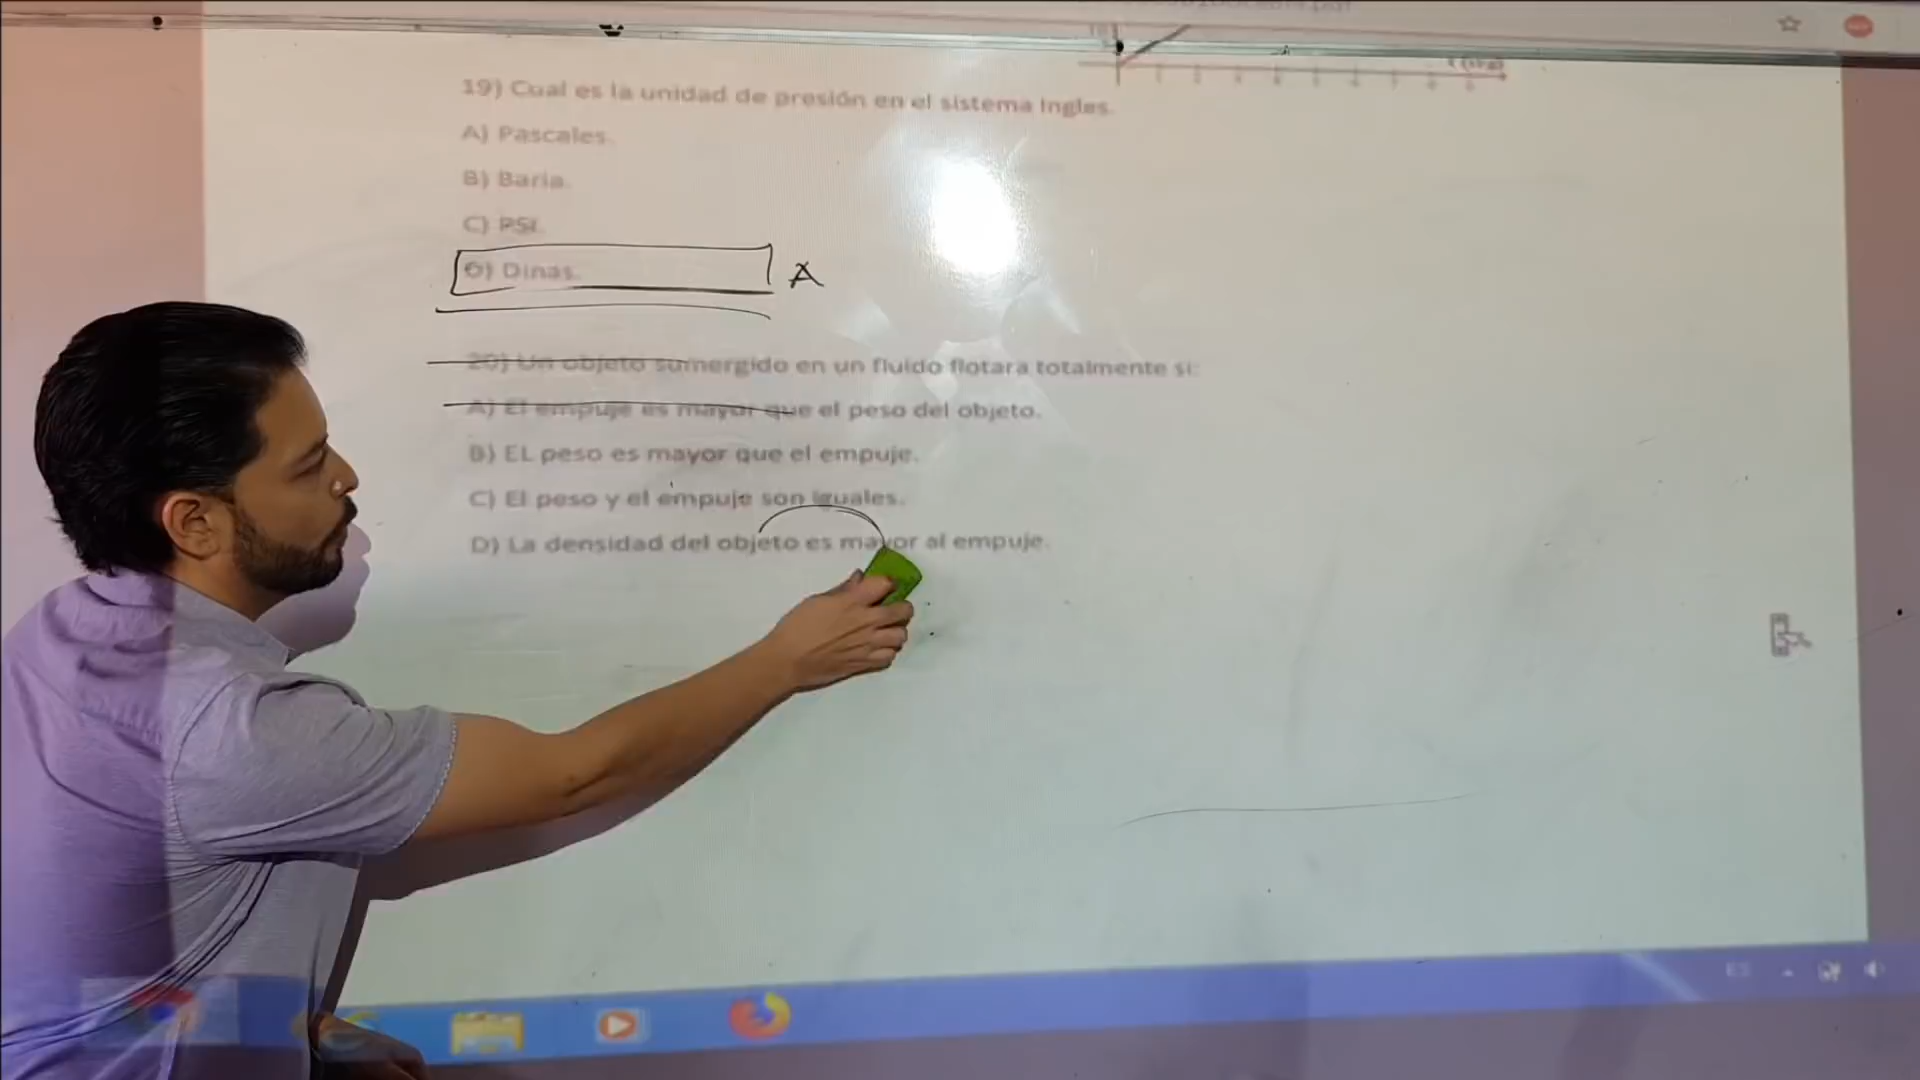 19) Cual es la unidad de presión en el sistema Ingles.
A) Pascales.
B) Baria.
C) PSI.
D) Dinas. A
20) Un objeto sumergido en un fluido flotara totalmente si:
A) El empuje es mayor que el peso del objeto.
B) EL peso es mayor que el empuje.
C) El peso y el empuje son iguales.
D) La densidad del objeto es mayor al empuje.
ES